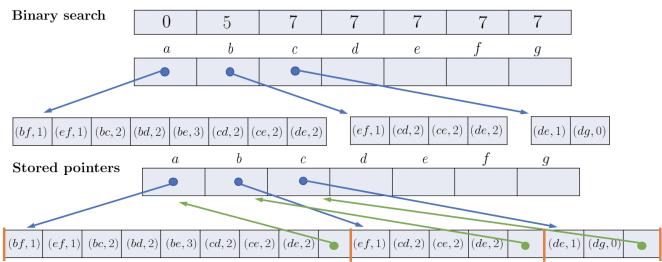 Binary search 0 5 7 7 7 7 7
a b c d e f g
(bf, 1) (ef, 1) (bc, 2) (bd, 2) (be, 3) (cd, 2) (ce, 2) (de, 2) (ef, 1) (cd, 2) (ce, 2) (de, 2) (de, 1) (dg, 0)
Stored pointers a b c d e f g
(bf, 1) (ef, 1) (bc, 2) (bd, 2) (be, 3) (cd, 2) (ce, 2) (de, 2) (ef, 1) (cd, 2) (ce, 2) (de, 2) (de, 1) (dg, 0)